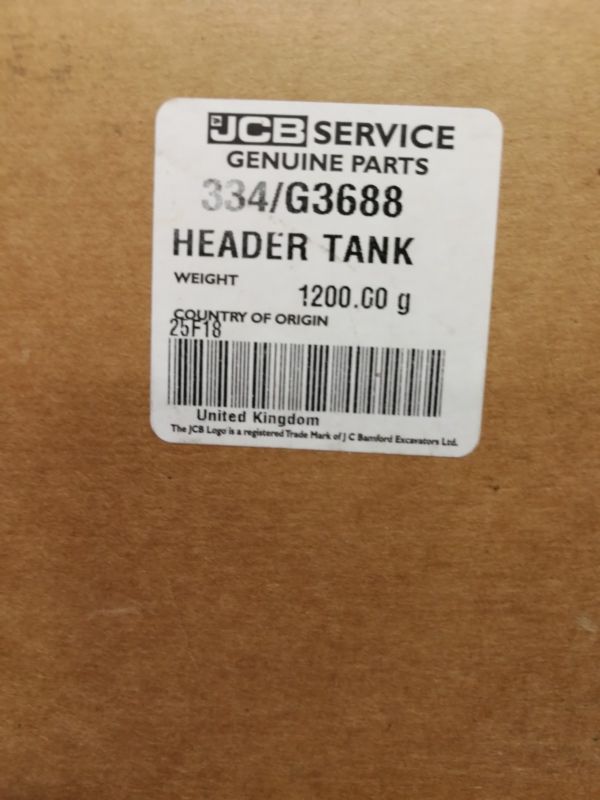 JCB SERVICE
GENUINE PARTS
334/G3688
HEADER TANK
WEIGHT
1200.00 g
COUNTRY OF ORIGIN
25F18
United Kingdom
The JCB Logo is a registered Trade Mark of J C Bamford Excavators Ltd.